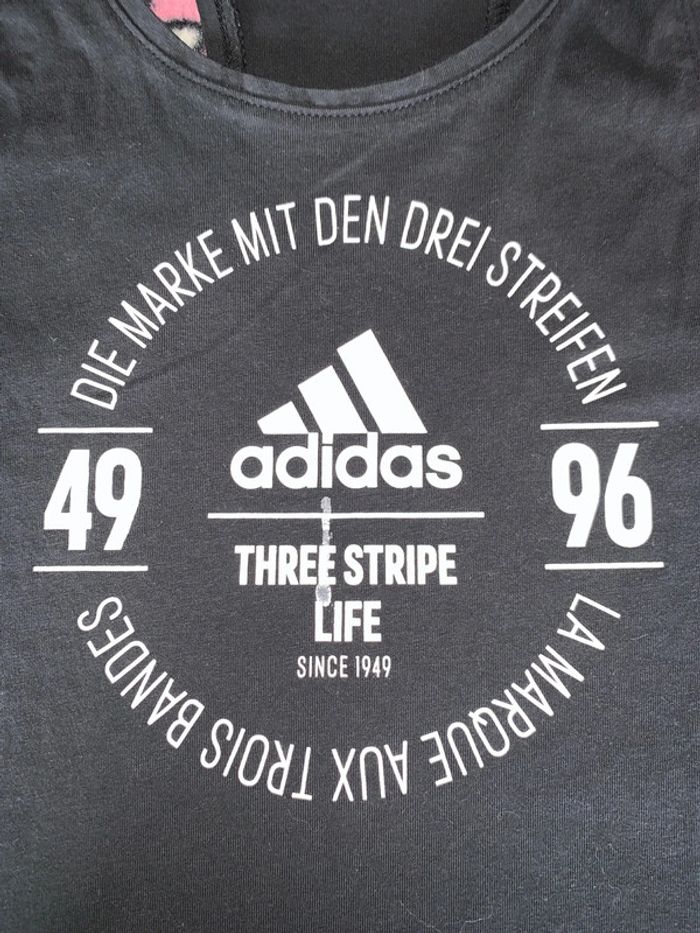 DIE MARKE MIT DEN DREI STREIFEN
49
adidas
96
THREE STRIPE
LIFE
SINCE 1949
LA MARQUE AUX TROIS BANDES